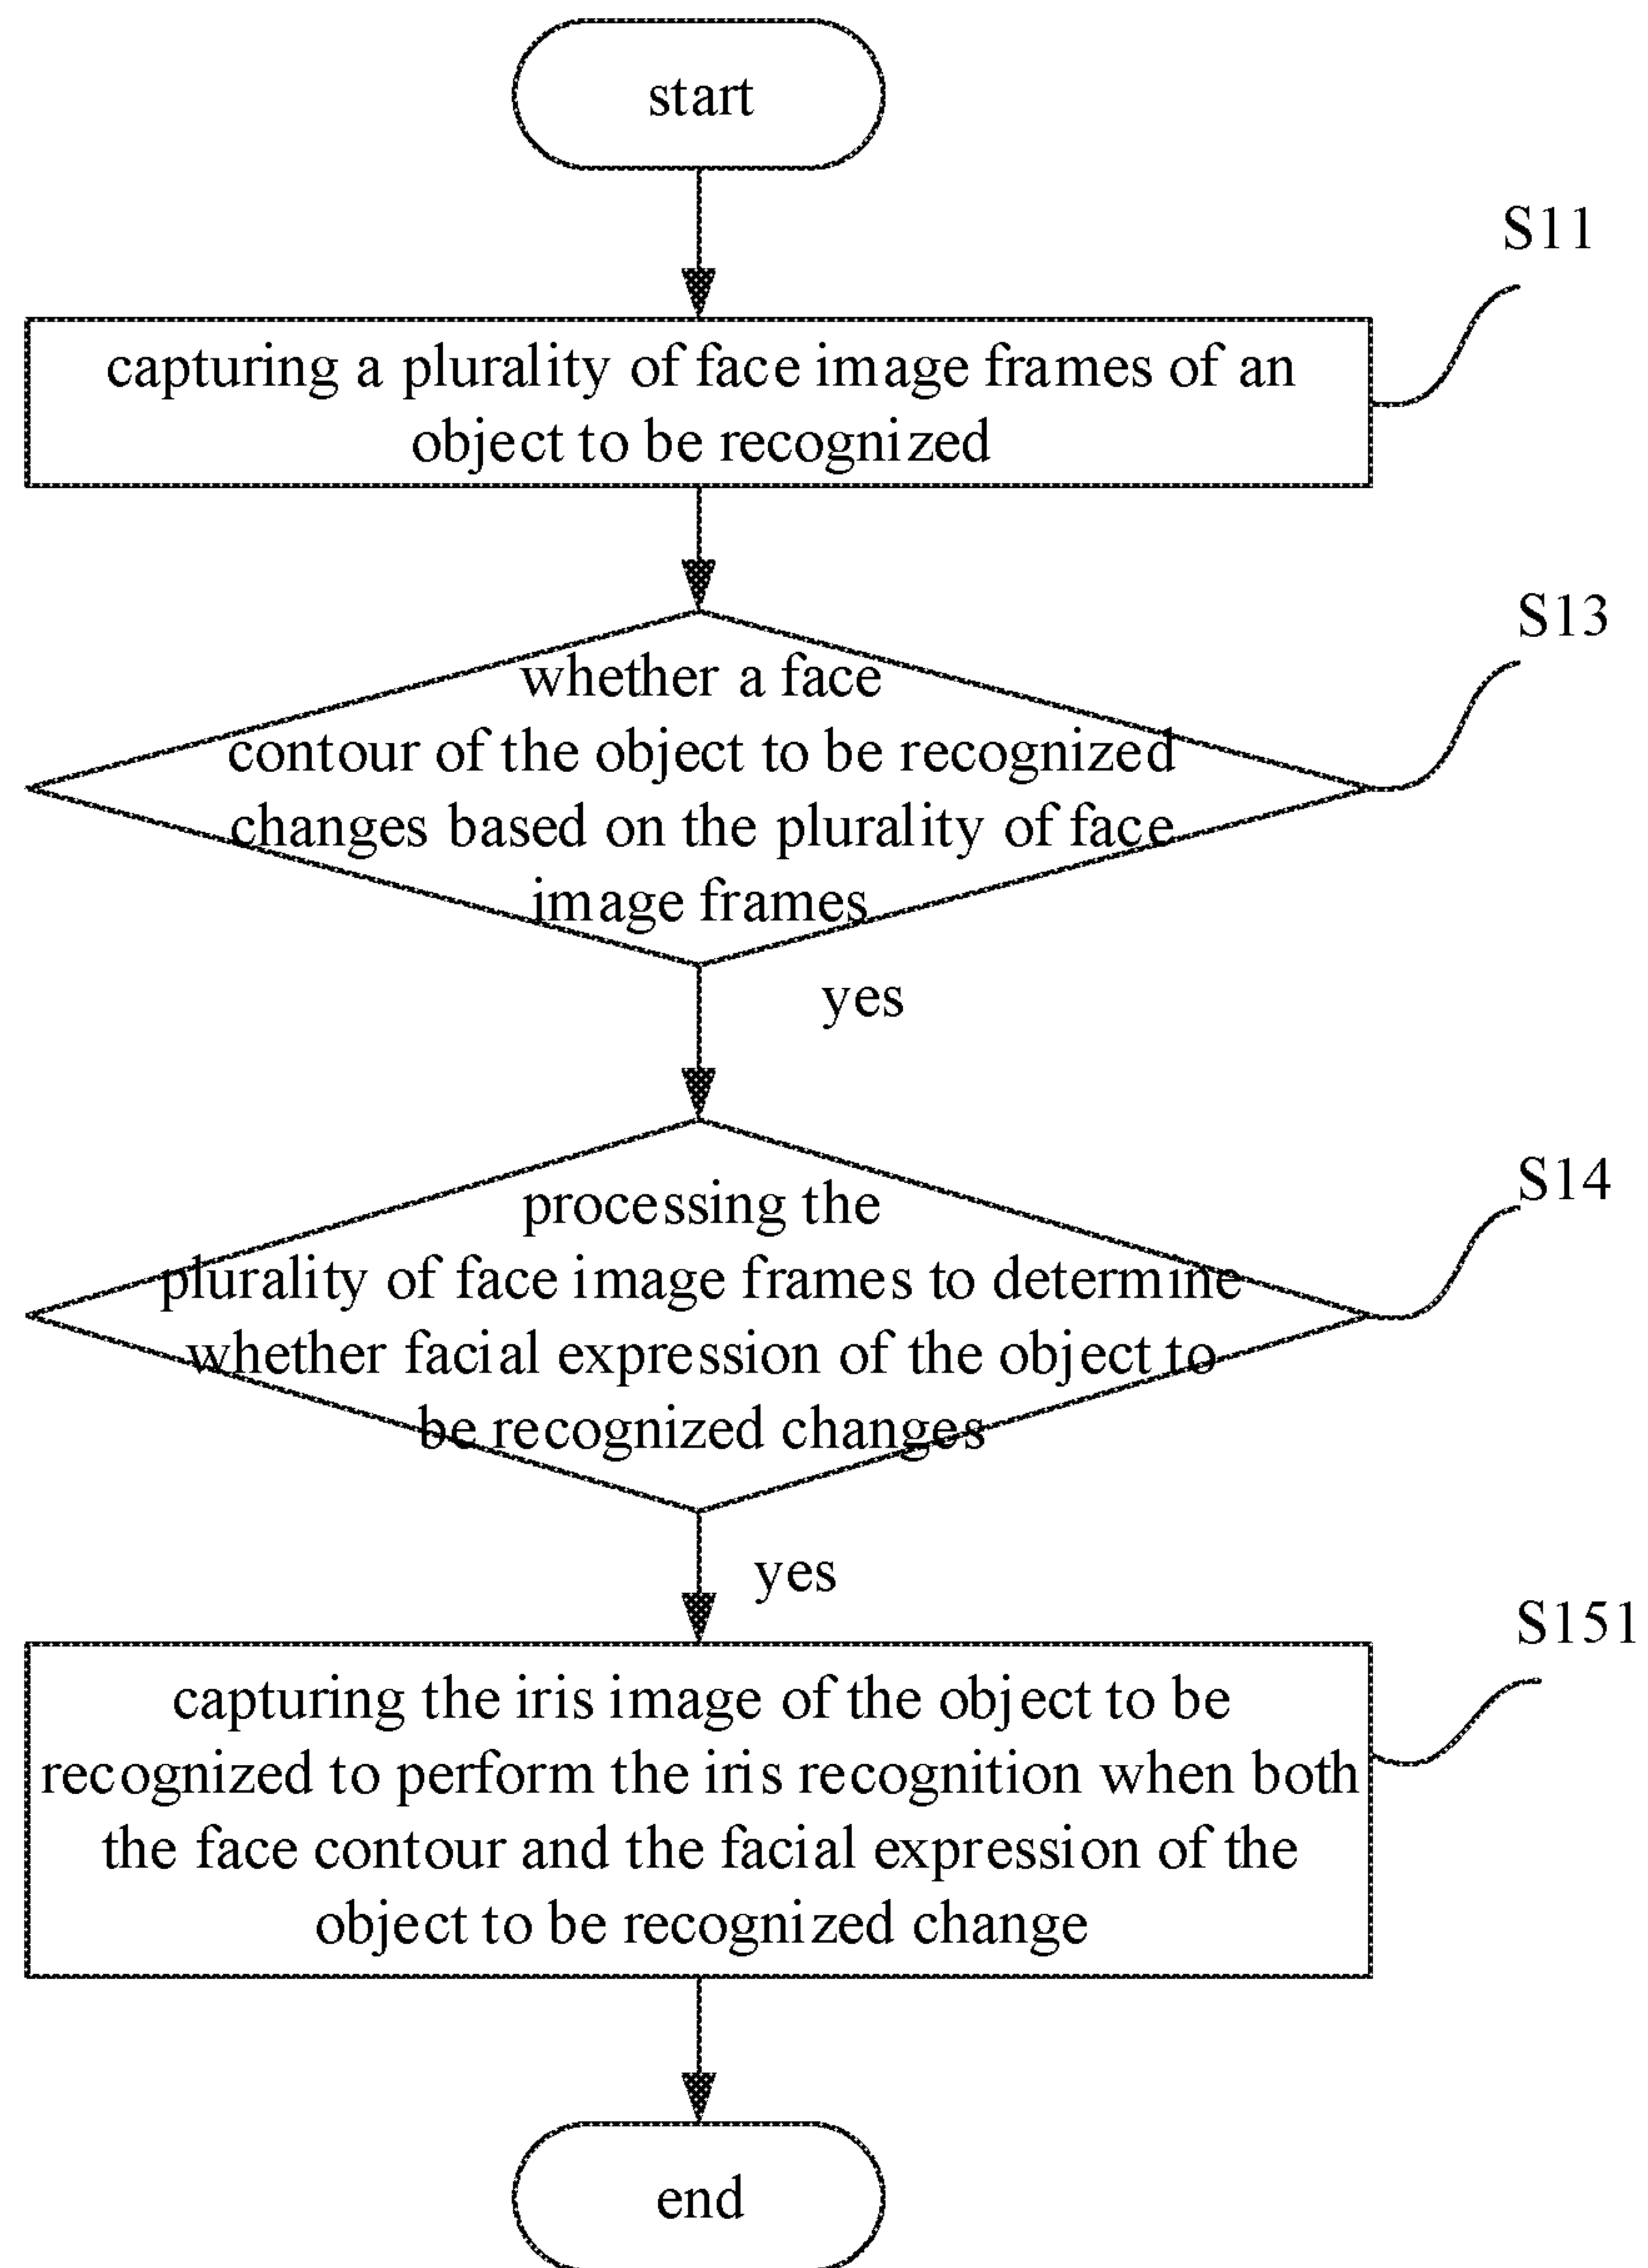 start
S11
capturing a plurality of face image frames of an
object to be recognized
S13
whether a face
contour of the object to be recognized
changes based on the plurality of face
image frames
yes
S14
processing the
plurality of face image frames to determine
whether facial expression of the object to
be recognized changes
yes
S151
capturing the iris image of the object to be
recognized to perform the iris recognition when both
the face contour and the facial expression of the
object to be recognized change
end